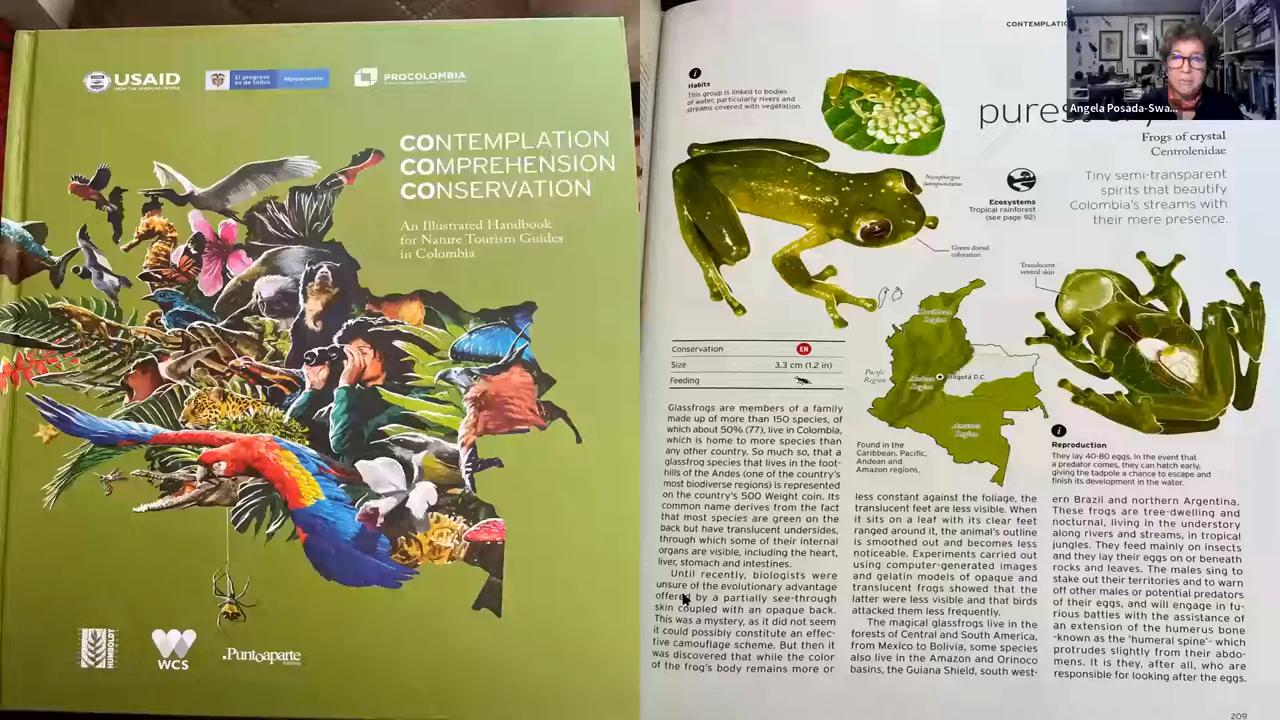 USAID
FROM THE AMERICAN PEOPLE
El progreso
es de todos
Mincomercio
PROCOLOMBIA
CONTEMPLATION
COMPREHENSION
CONSERVATION
An Illustrated Handbook
for Nature Tourism Guides
in Colombia
HUMBOLDT
WCS
.Puntoaparte
Editores
Angela Posada-Swa...
Habits
This group is linked to bodies
of water, particularly rivers and
streams covered with vegetation.
Frogs of crystal
Centrolenidae
Tiny semi-transparent
spirits that beautify
Colombia's streams with
their mere presence.
Ecosystems
Tropical rainforest
(see page 92)
Green dorsal
coloration
Translucent
ventral skin
Conservation EN
Size 3.3 cm (1.2 in)
Feeding
Caribbean
Region
Pacific
Region
Andean
Region
Bogotá D.C.
Amazon
Region
Found in the
Caribbean, Pacific,
Andean and
Amazon regions.
Reproduction
They lay 40-80 eggs. In the event that
a predator comes, they can hatch early,
giving the tadpole a chance to escape and
finish its development in the water.
Glassfrogs are members of a family
made up of more than 150 species, of
which about 50% (77), live in Colombia,
which is home to more species than
any other country. So much so, that a
glassfrog species that lives in the foot-
hills of the Andes (one of the country's
most biodiverse regions) is represented
on the country's 500 Weight coin. Its
common name derives from the fact
that most species are green on the
back but have translucent undersides,
through which some of their internal
organs are visible, including the heart,
liver, stomach and intestines.
Until recently, biologists were
unsure of the evolutionary advantage
offered by a partially see-through
skin coupled with an opaque back.
This was a mystery, as it did not seem
it could possibly constitute an effec-
tive camouflage scheme. But then it
was discovered that while the color
of the frog's body remains more or
less constant against the foliage, the
translucent feet are less visible. When
it sits on a leaf with its clear feet
ranged around it, the animal's outline
is smoothed out and becomes less
noticeable. Experiments carried out
using computer-generated images
and gelatin models of opaque and
translucent frogs showed that the
latter were less visible and that birds
attacked them less frequently.
The magical glassfrogs live in the
forests of Central and South America,
from Mexico to Bolivia, some species
also live in the Amazon and Orinoco
basins, the Guiana Shield, south west-
ern Brazil and northern Argentina.
These frogs are tree-dwelling and
nocturnal, living in the understory
along rivers and streams, in tropical
jungles. They feed mainly on insects
and they lay their eggs on or beneath
rocks and leaves. The males sing to
stake out their territories and to warn
off other males or potential predators
of their eggs, and will engage in fu-
rious battles with the assistance of
an extension of the humerus bone
-known as the 'humeral spine'- which
protrudes slightly from their abdo-
mens. It is they, after all, who are
responsible for looking after the eggs.
209